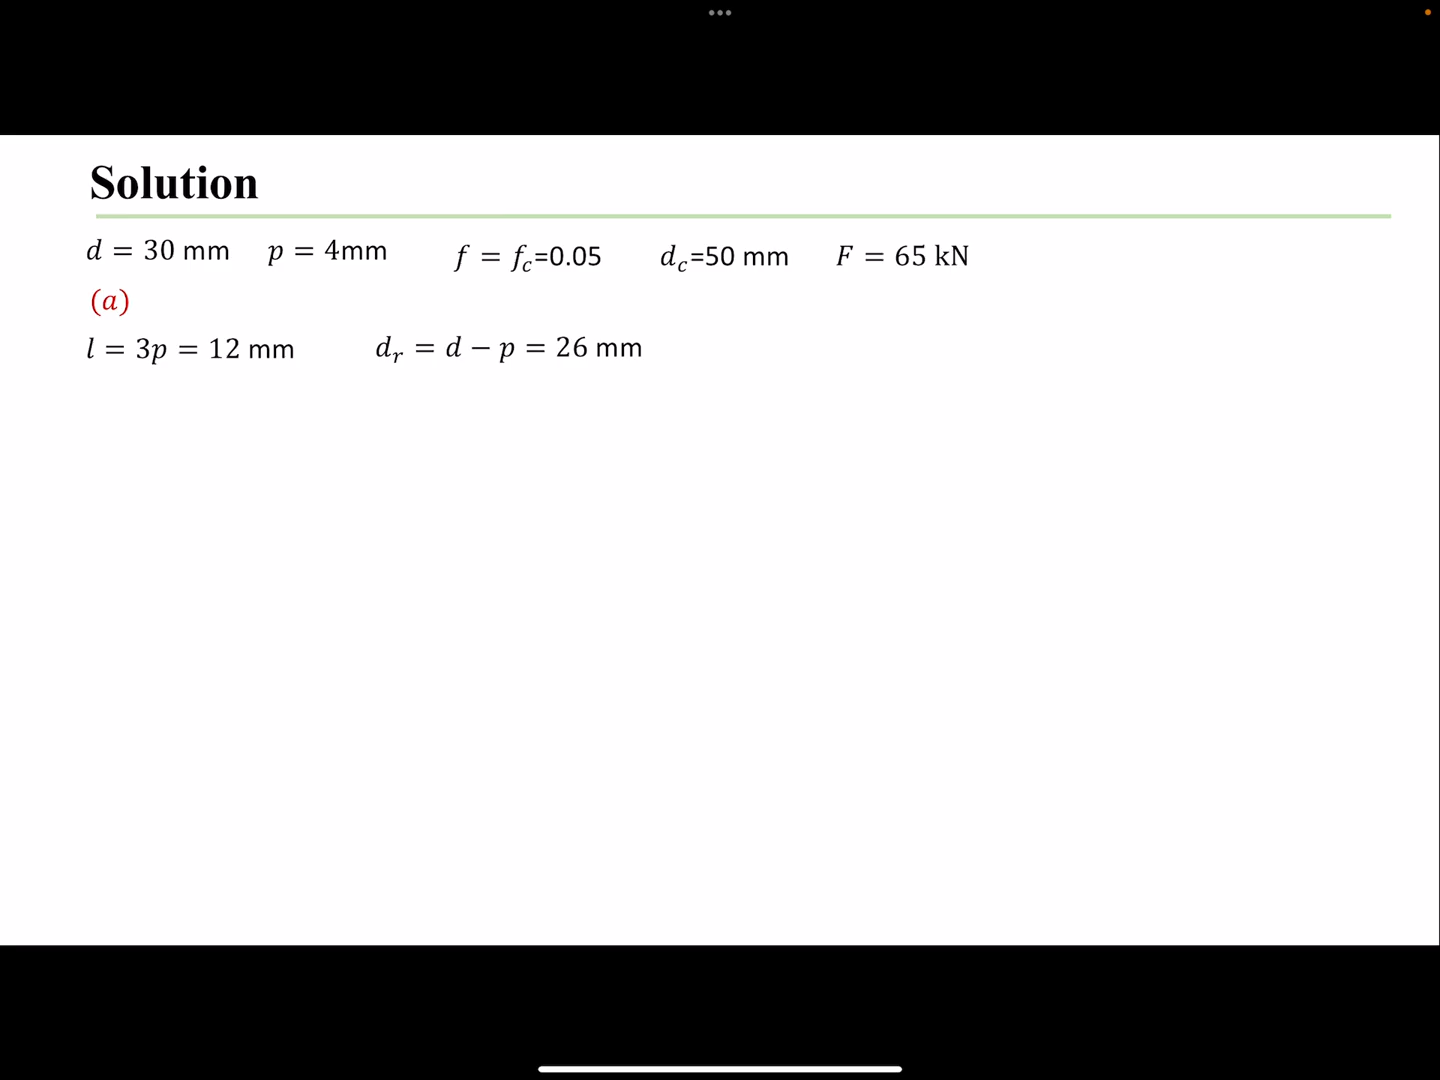 Solution
d = 30 mm p = 4mm f = f_c=0.05 d_c=50 mm F = 65 kN
(a)
l = 3p = 12 mm d_r = d − p = 26 mm